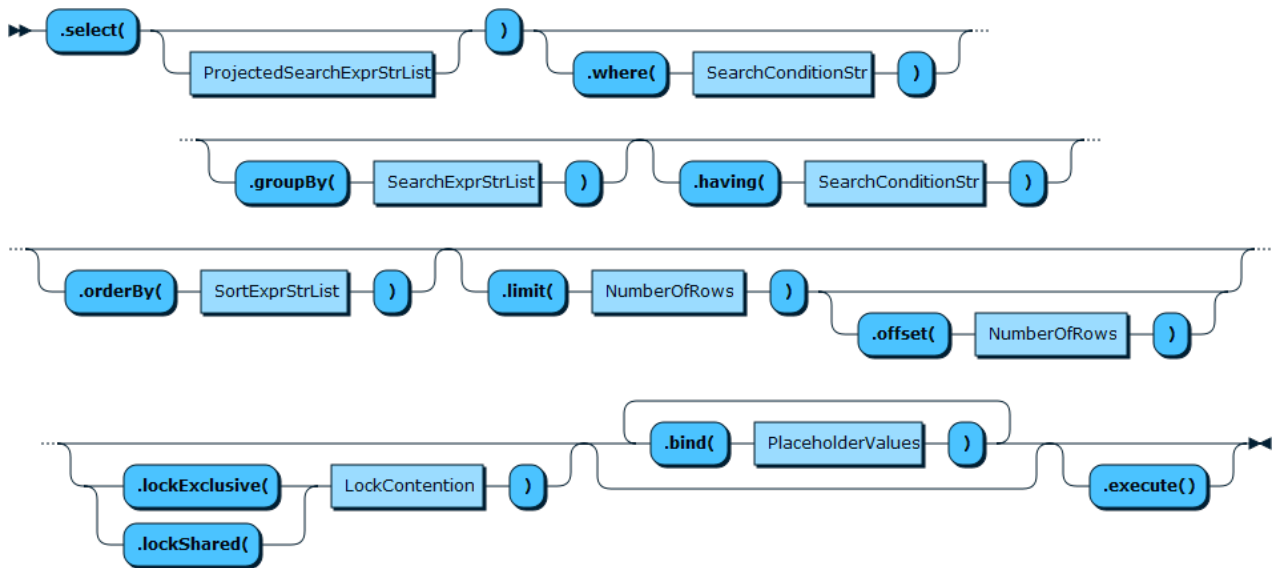 .select( )
ProjectedSearchExprStrList .where( SearchConditionStr )
.groupBy( SearchExprStrList ) .having( SearchConditionStr )
.orderBy( SortExprStrList ) .limit( NumberOfRows )
.offset( NumberOfRows )
.bind( PlaceholderValues )
.lockExclusive( LockContention ) .execute()
.lockShared(